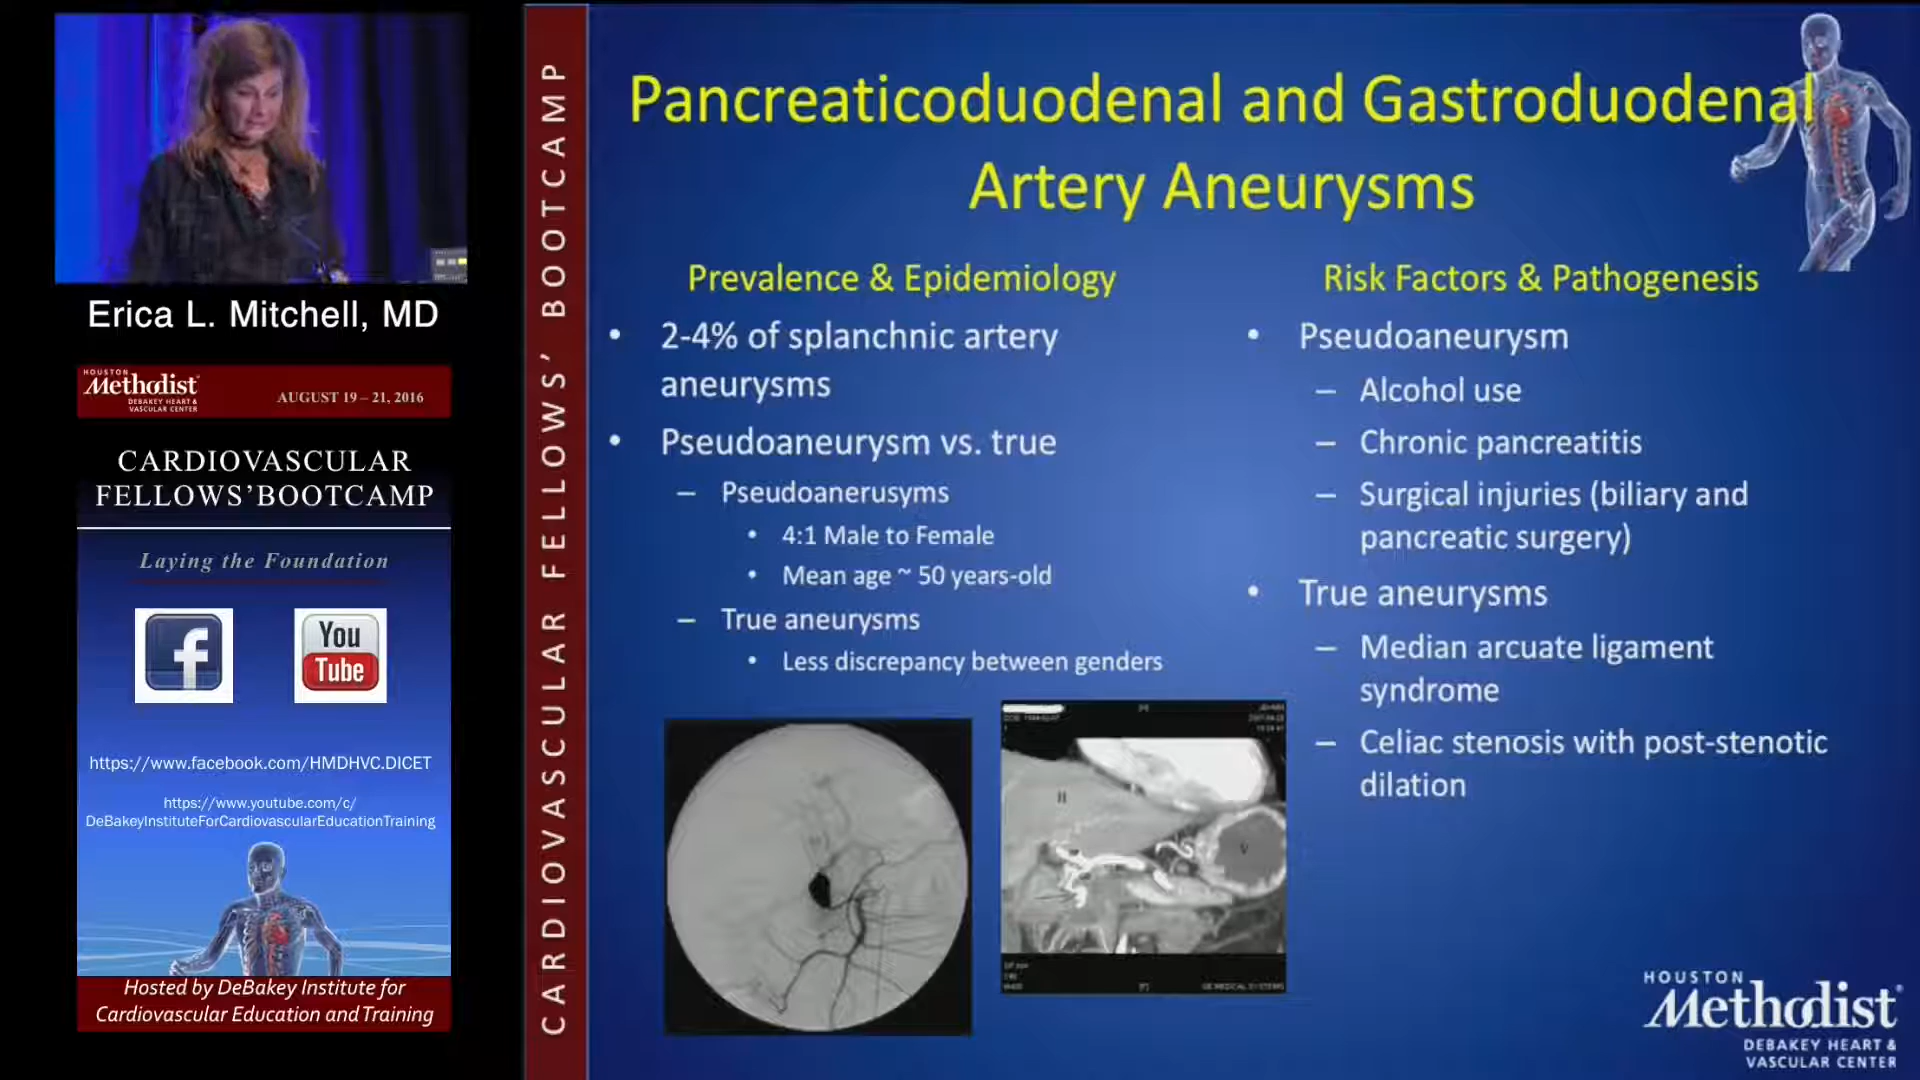 Erica L. Mitchell, MD
HOUSTON
Methodist
DEBAKEY HEART &
VASCULAR CENTER
AUGUST 19 – 21, 2016
CARDIOVASCULAR
FELLOWS'BOOTCAMP
Laying the Foundation
f
You
Tube
https://www.facebook.com/HMDHVC.DICET
https://www.youtube.com/c/
DeBakeyInstituteForCardiovascularEducationTraining
Hosted by DeBakey Institute for
Cardiovascular Education and Training
CARDIOVASCULAR FELLOWS' BOOTCAMP
Pancreaticoduodenal and Gastroduodenal
Artery Aneurysms
Prevalence & Epidemiology
• 2-4% of splanchnic artery
aneurysms
• Pseudoaneurysm vs. true
– Pseudoanerusyms
• 4:1 Male to Female
• Mean age ~ 50 years-old
– True aneurysms
• Less discrepancy between genders
Risk Factors & Pathogenesis
• Pseudoaneurysm
– Alcohol use
– Chronic pancreatitis
– Surgical injuries (biliary and
pancreatic surgery)
• True aneurysms
– Median arcuate ligament
syndrome
– Celiac stenosis with post-stenotic
dilation
V
GE MEDICAL SYSTEMS
HOUSTON
Methodist
DEBAKEY HEART &
VASCULAR CENTER